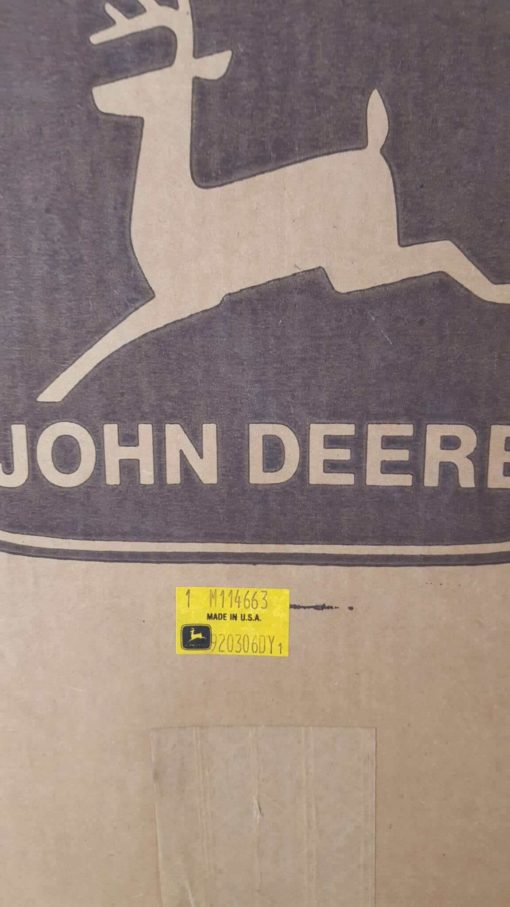 JOHN DEERE
1 M114663
MADE IN U.S.A.
920306DY1